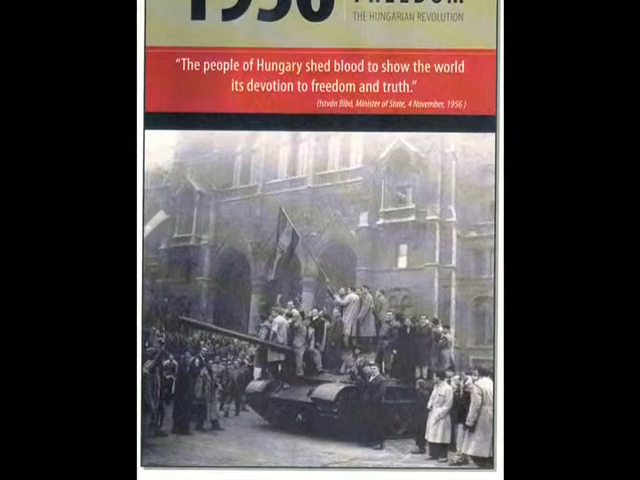 1956
FREEDOM
THE HUNGARIAN REVOLUTION
“The people of Hungary shed blood to show the world
its devotion to freedom and truth.”
(István Bibó, Minister of State, 4 November, 1956 )